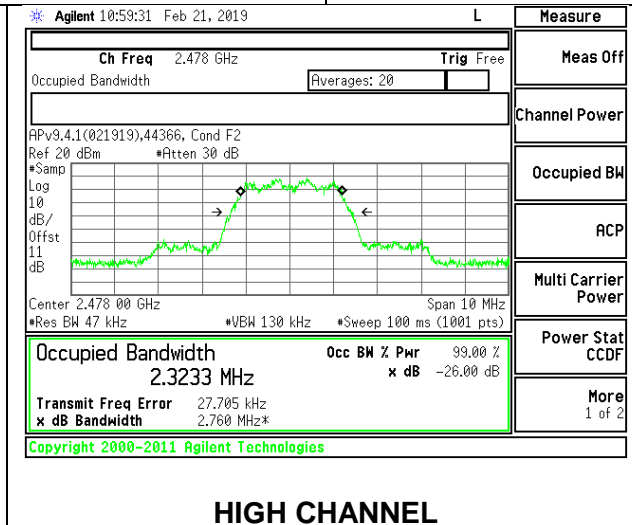 Agilent 10:59:31 Feb 21, 2019 L Measure
Ch Freq 2.478 GHz Trig Free
Meas Off
Occupied Bandwidth Averages: 20
Channel Power
APv9.4.1(021919),44366, Cond F2
Ref 20 dBm #Atten 30 dB
Occupied BW
#Samp
Log
10
dB/
Offst
11
dB
ACP
Multi Carrier
Power
Center 2.478 00 GHz Span 10 MHz
#Res BW 47 kHz #VBW 130 kHz #Sweep 100 ms (1001 pts)
Power Stat
CCDF
Occupied Bandwidth Occ BW % Pwr 99.00 %
2.3233 MHz x dB -26.00 dB
Transmit Freq Error 27.705 kHz
x dB Bandwidth 2.760 MHz*
More
1 of 2
Copyright 2000-2011 Agilent Technologies
HIGH CHANNEL